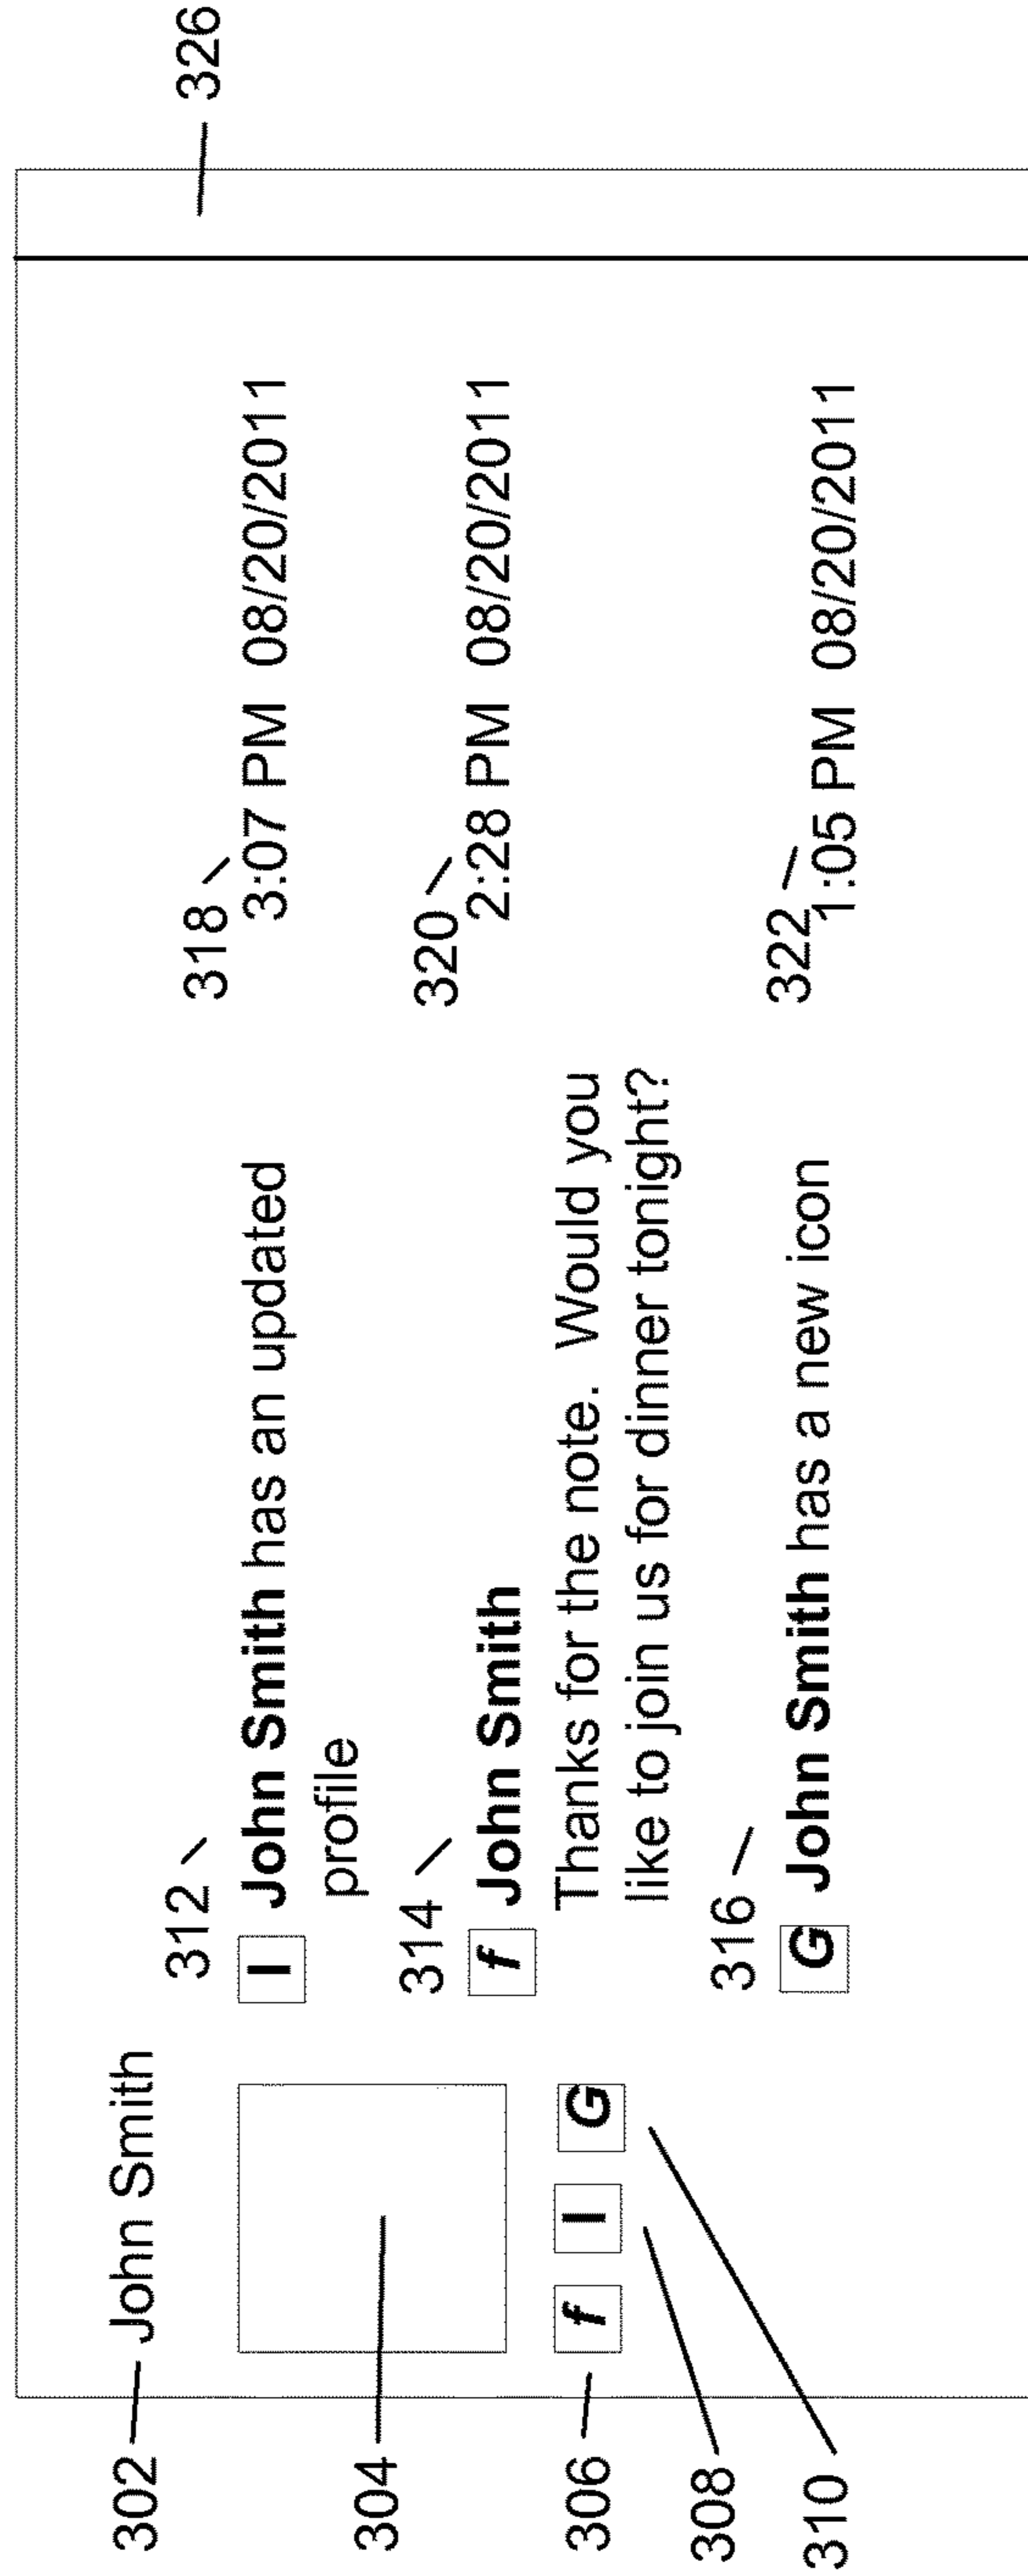 326
302 John Smith
304
306
308
310
f I G
312
I John Smith has an updated
profile
318
3:07 PM 08/20/2011
314
f John Smith
Thanks for the note. Would you
like to join us for dinner tonight?
320
2:28 PM 08/20/2011
316
G John Smith has a new icon
322
1:05 PM 08/20/2011